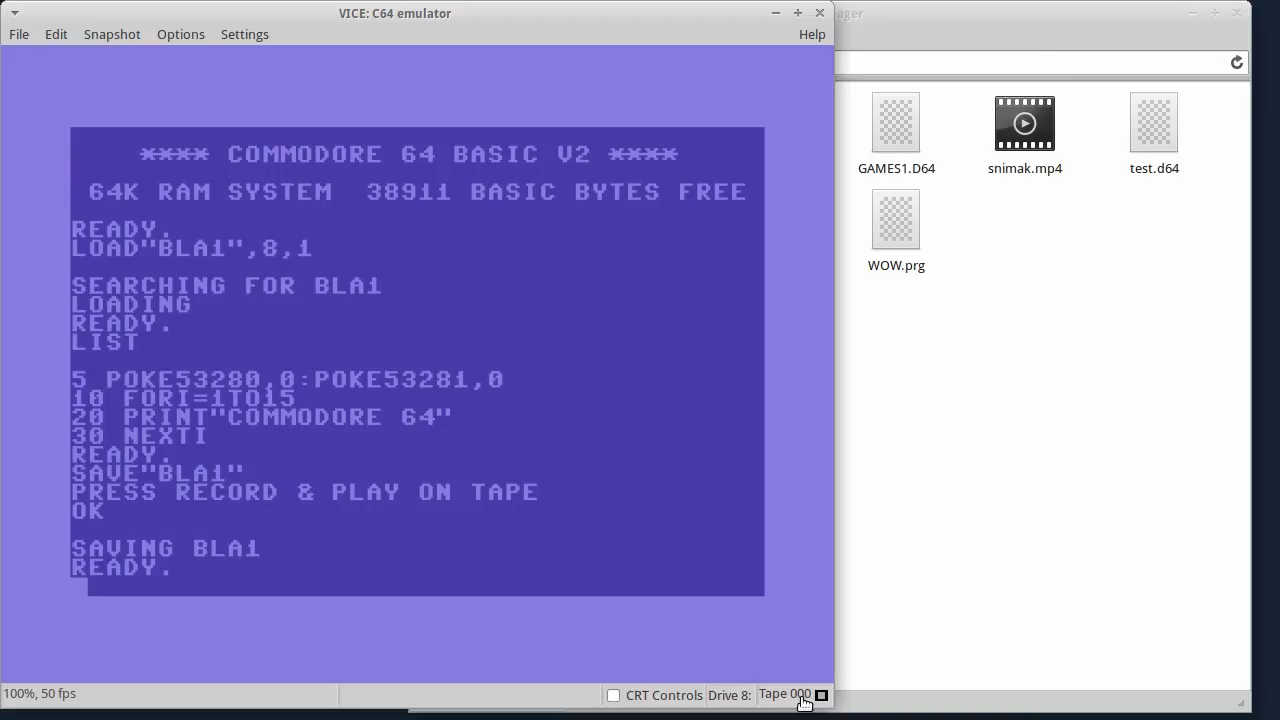 VICE: C64 emulator
ager
File Edit Snapshot Options Settings Help
**** COMMODORE 64 BASIC V2 ****
64K RAM SYSTEM  38911 BASIC BYTES FREE
READY.
LOAD"BLA1",8,1
SEARCHING FOR BLA1
LOADING
READY.
LIST
5 POKE53280,0:POKE53281,0
10 FORI=1TO15
20 PRINT"COMMODORE 64"
30 NEXTI
READY.
SAVE"BLA1"
PRESS RECORD & PLAY ON TAPE
OK
SAVING BLA1
READY.
GAMES1.D64
snimak.mp4
test.d64
WOW.prg
100%, 50 fps
CRT Controls Drive 8: Tape 000